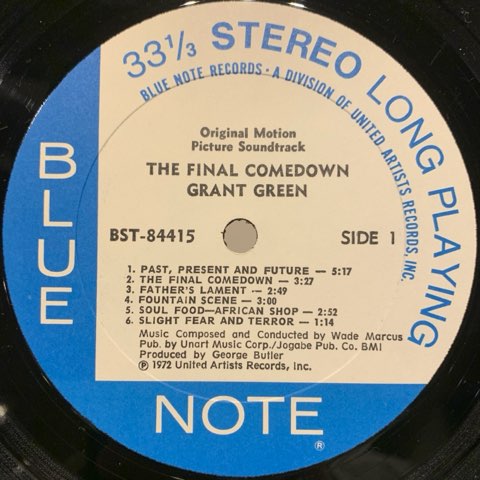 33 1/3 STEREO LONG PLAYING
BLUE NOTE RECORDS · A DIVISION OF UNITED ARTISTS RECORDS, INC.
Original Motion
Picture Soundtrack
THE FINAL COMEDOWN
GRANT GREEN
BST-84415
SIDE 1
1. PAST, PRESENT AND FUTURE — 5:17
2. THE FINAL COMEDOWN — 3:27
3. FATHER'S LAMENT — 2:49
4. FOUNTAIN SCENE — 3:00
5. SOUL FOOD—AFRICAN SHOP — 2:52
6. SLIGHT FEAR AND TERROR — 1:14
Music Composed and Conducted by Wade Marcus
Pub. by Unart Music Corp./Jogabe Pub. Co. BMI
Produced by George Butler
℗ 1972 United Artists Records, Inc.
BLUE
NOTE®